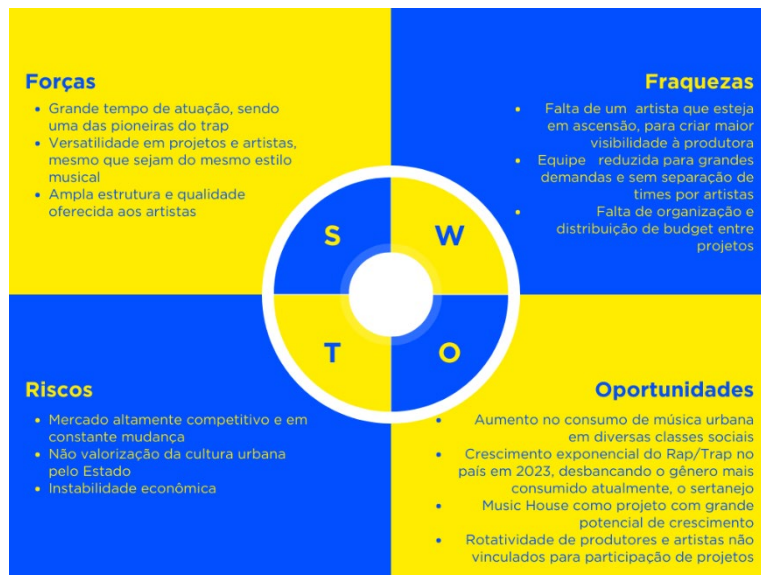 Forças
• Grande tempo de atuação, sendo
uma das pioneiras do trap
• Versatilidade em projetos e artistas,
mesmo que sejam do mesmo estilo
musical
• Ampla estrutura e qualidade
oferecida aos artistas
Fraquezas
• Falta de um artista que esteja
em ascensão, para criar maior
visibilidade à produtora
• Equipe reduzida para grandes
demandas e sem separação de
times por artistas
• Falta de organização e
distribuição de budget entre
projetos
S
W
T
O
Riscos
• Mercado altamente competitivo e em
constante mudança
• Não valorização da cultura urbana
pelo Estado
• Instabilidade econômica
Oportunidades
• Aumento no consumo de música urbana
em diversas classes sociais
• Crescimento exponencial do Rap/Trap no
país em 2023, desbancando o gênero mais
consumido atualmente, o sertanejo
• Music House como projeto com grande
potencial de crescimento
• Rotatividade de produtores e artistas não
vinculados para participação de projetos